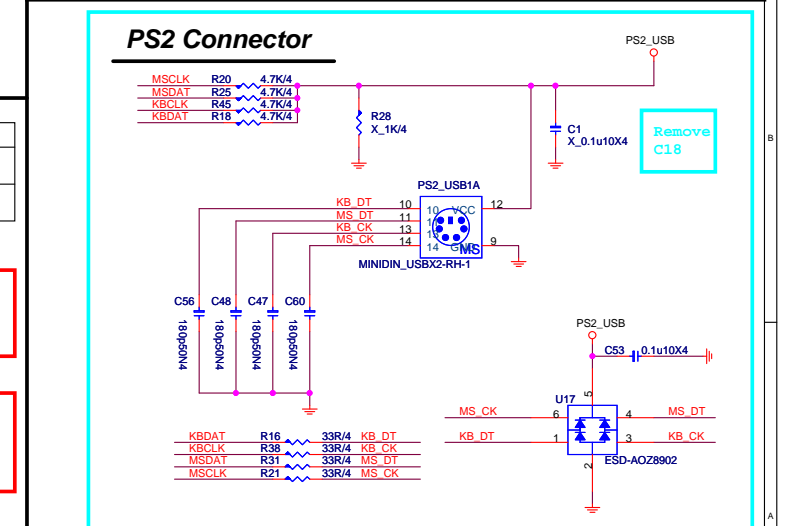 PS2 Connector
PS2_USB
MSCLK R20 4.7K/4
MSDAT R25 4.7K/4
KBCLK R45 4.7K/4
KBDAT R18 4.7K/4
R28
X_1K/4
C1
X_0.1u10X4
Remove
C18
B
PS2_USB1A
KB_DT 10 10 VCC 12
MS_DT 11
KB_CK 13
MS_CK 14 14 GND 9
MS
MINIDIN_USBX2-RH-1
C56 C48 C47 C60
180p50N4 180p50N4 180p50N4 180p50N4
PS2_USB
C53 0.1u10X4
U17
5
MS_CK 6 4 MS_DT
KB_DT 1 3 KB_CK
2
ESD-AOZ8902
KBDAT R16 33R/4 KB_DT
KBCLK R38 33R/4 KB_CK
MSDAT R31 33R/4 MS_DT
MSCLK R21 33R/4 MS_CK
A